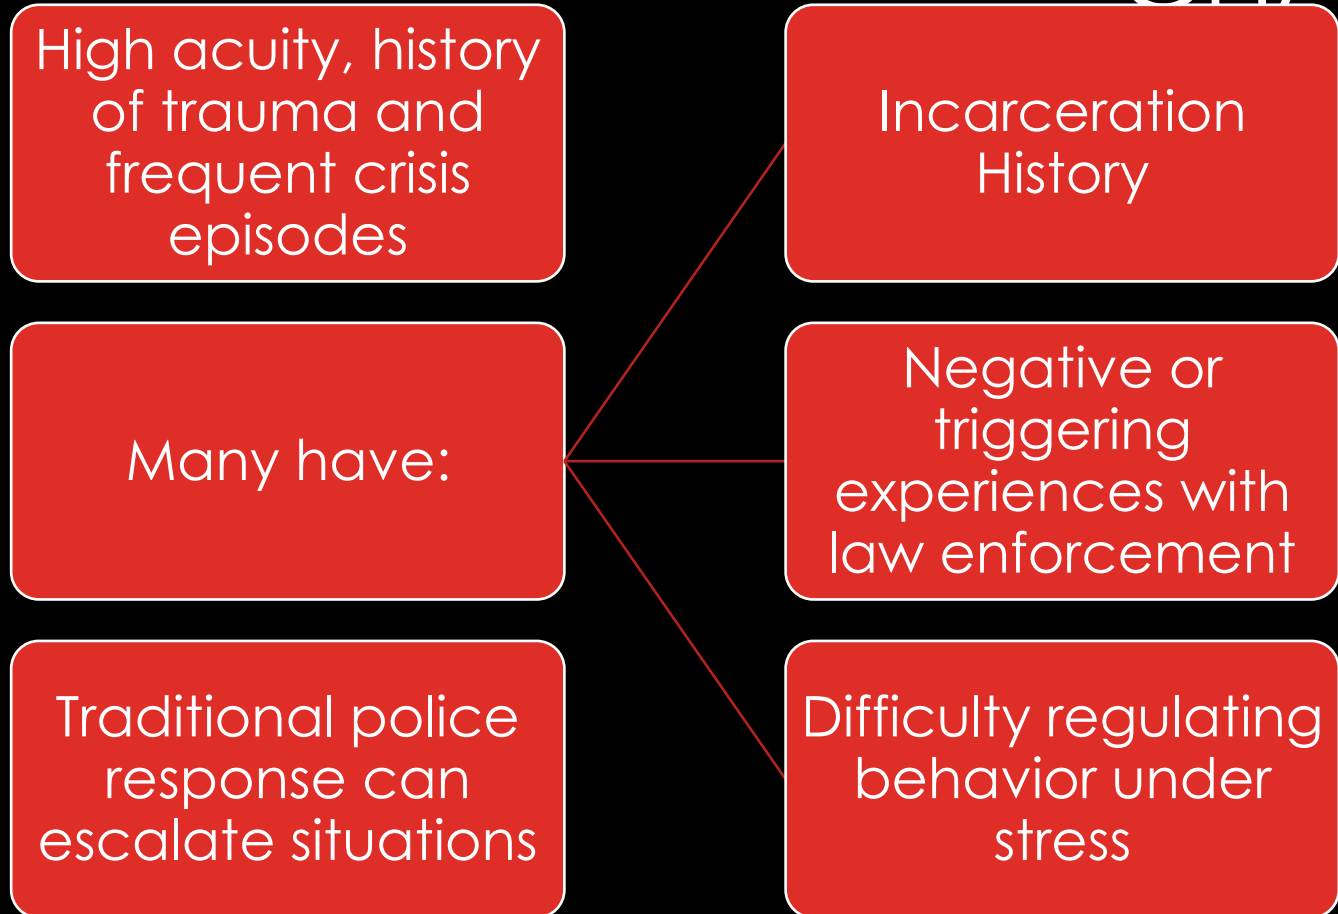 High acuity, history
of trauma and
frequent crisis
episodes
Many have:
Traditional police
response can
escalate situations
Incarceration
History
Negative or
triggering
experiences with
law enforcement
Difficulty regulating
behavior under
stress